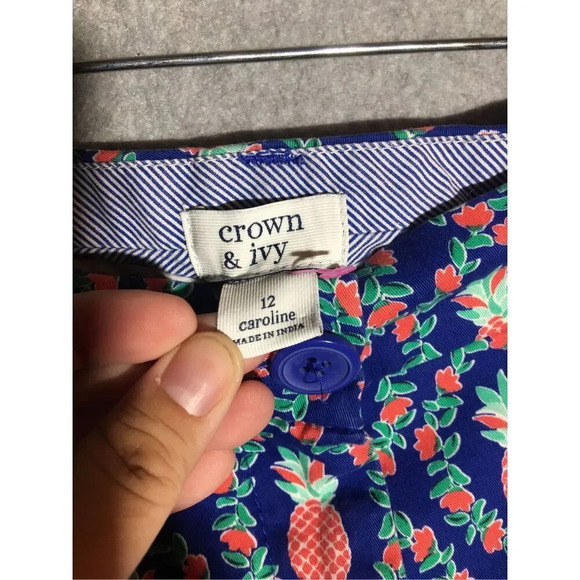 crown
& ivy
12
caroline
MADE IN INDIA